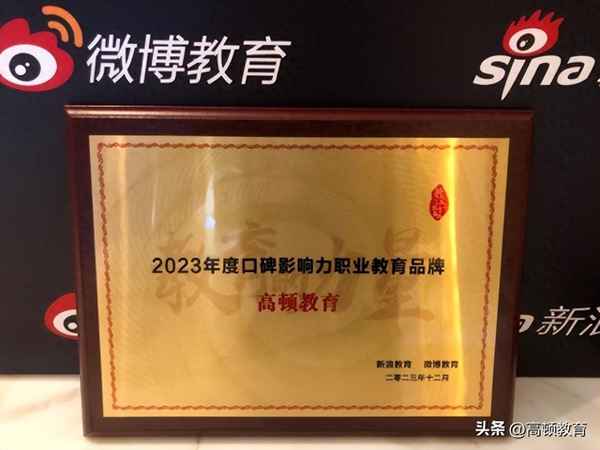 微博教育
sina
2023年度口碑影响力职业教育品牌
高顿教育
新浪教育 微博教育
二零二三年十二月
新浪
头条 @高顿教育